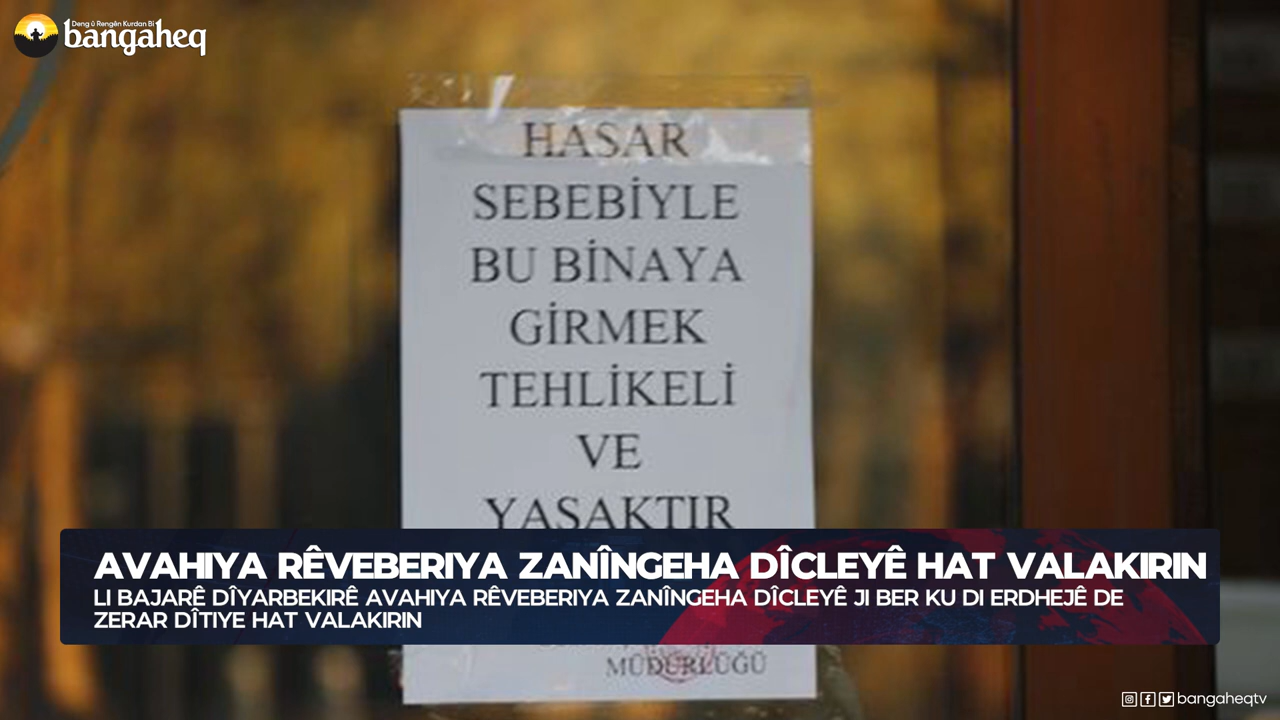 Deng û Rengên Kurdan Bi
bangaheq
HASAR
SEBEBİYLE
BU BİNAYA
GİRMEK
TEHLİKELİ
VE
YASAKTIR
AVAHIYA RÊVEBERIYA ZANÎNGEHA DÎCLEYÊ HAT VALAKIRIN
LI BAJARÊ DÎYARBEKIRÊ AVAHIYA RÊVEBERIYA ZANÎNGEHA DÎCLEYÊ JI BER KU DI ERDHEJÊ DE
ZERAR DÎTIYE HAT VALAKIRIN
MÜDÜRLÜĞÜ
bangaheqtv